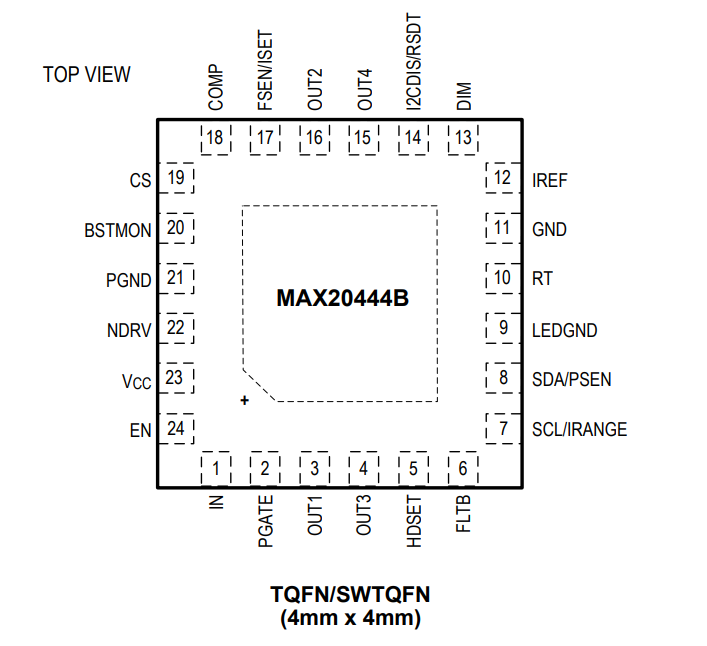 TOP VIEW
COMP
FSEN/ISET
OUT2
OUT4
I2CDIS/RSDT
DIM
18 17 16 15 14 13
CS 19 12 IREF
BSTMON 20 11 GND
PGND 21 10 RT
MAX20444B
NDRV 22 9 LEDGND
VCC 23 8 SDA/PSEN
+
EN 24 7 SCL/IRANGE
1 2 3 4 5 6
IN
PGATE
OUT1
OUT3
HDSET
FLTB
TQFN/SWTQFN
(4mm x 4mm)